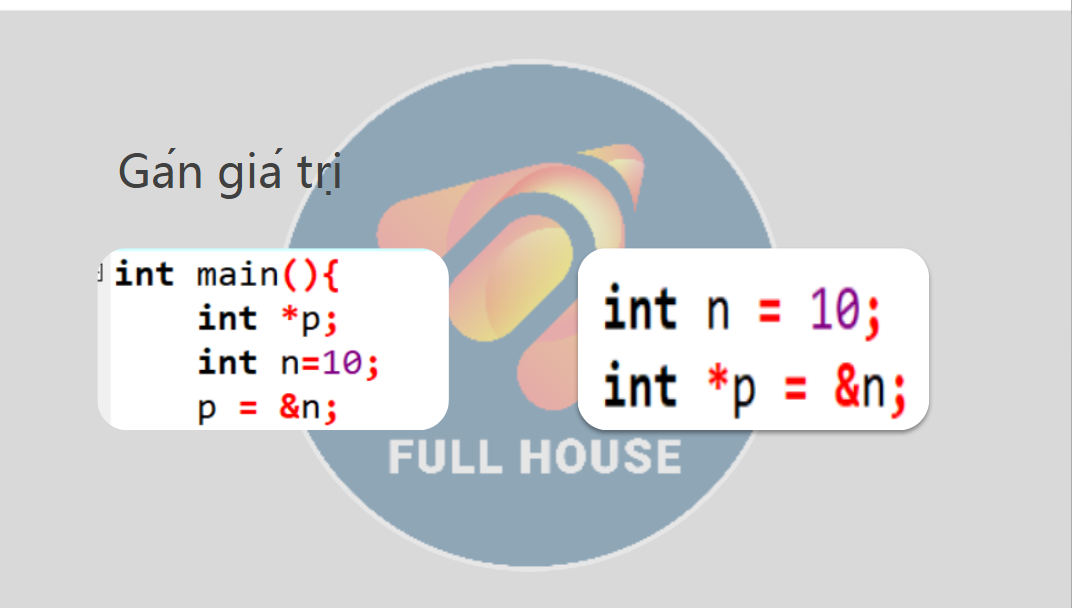 Gán giá trị
int main(){
int *p;
int n=10;
p = &n;
int n = 10;
int *p = &n;
FULL HOUSE